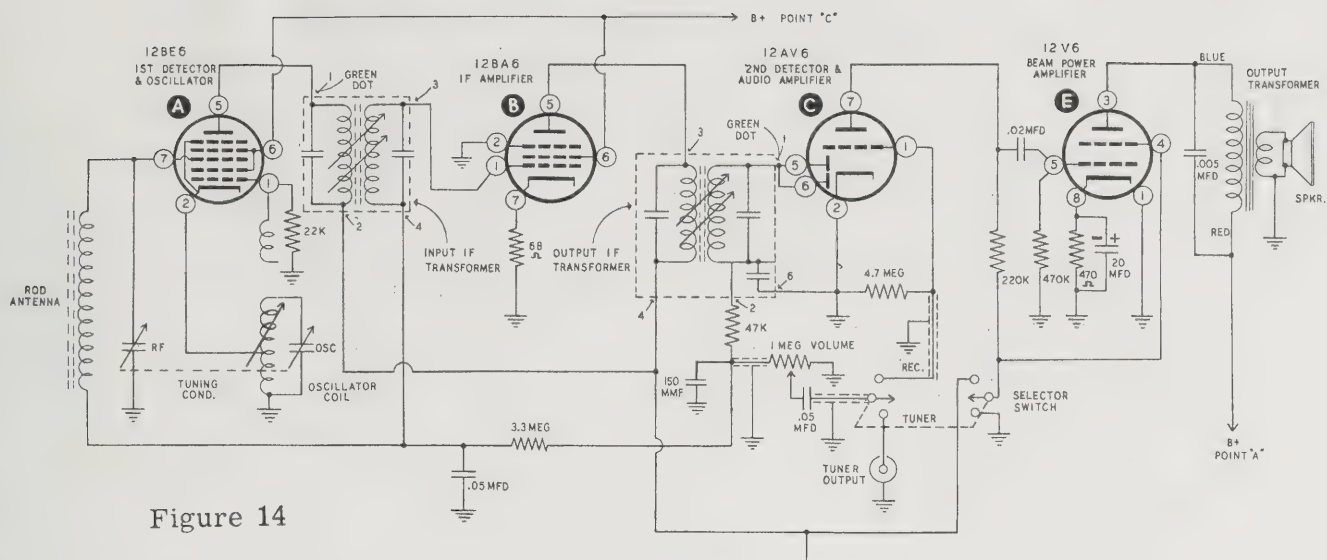 B+ POINT "C"
12BE6
1ST DETECTOR
& OSCILLATOR
A
5
7
6
1
2
22K
1
GREEN
DOT
3
2
4
INPUT IF
TRANSFORMER
12BA6
IF AMPLIFIER
B
5
2
1
6
7
68
Ω
OUTPUT IF
TRANSFORMER
3
GREEN
DOT
1
4
2
6
12AV6
2ND DETECTOR &
AUDIO AMPLIFIER
C
7
1
5
6
2
4.7 MEG
47K
1 MEG VOLUME
150
MMF
.05
MFD
REC.
TUNER
TUNER
OUTPUT
SELECTOR
SWITCH
12V6
BEAM POWER
AMPLIFIER
E
3
4
5
8
1
.02MFD
220K
470K
470
Ω
- +
20
MFD
BLUE
OUTPUT
TRANSFORMER
.005
MFD
RED
SPKR.
B+
POINT "A"
ROD
ANTENNA
RF
TUNING
COND.
OSC
OSCILLATOR
COIL
3.3 MEG
.05MFD
Figure 14